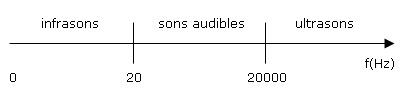 infrasons sons audibles ultrasons
f(Hz)
0 20 20000